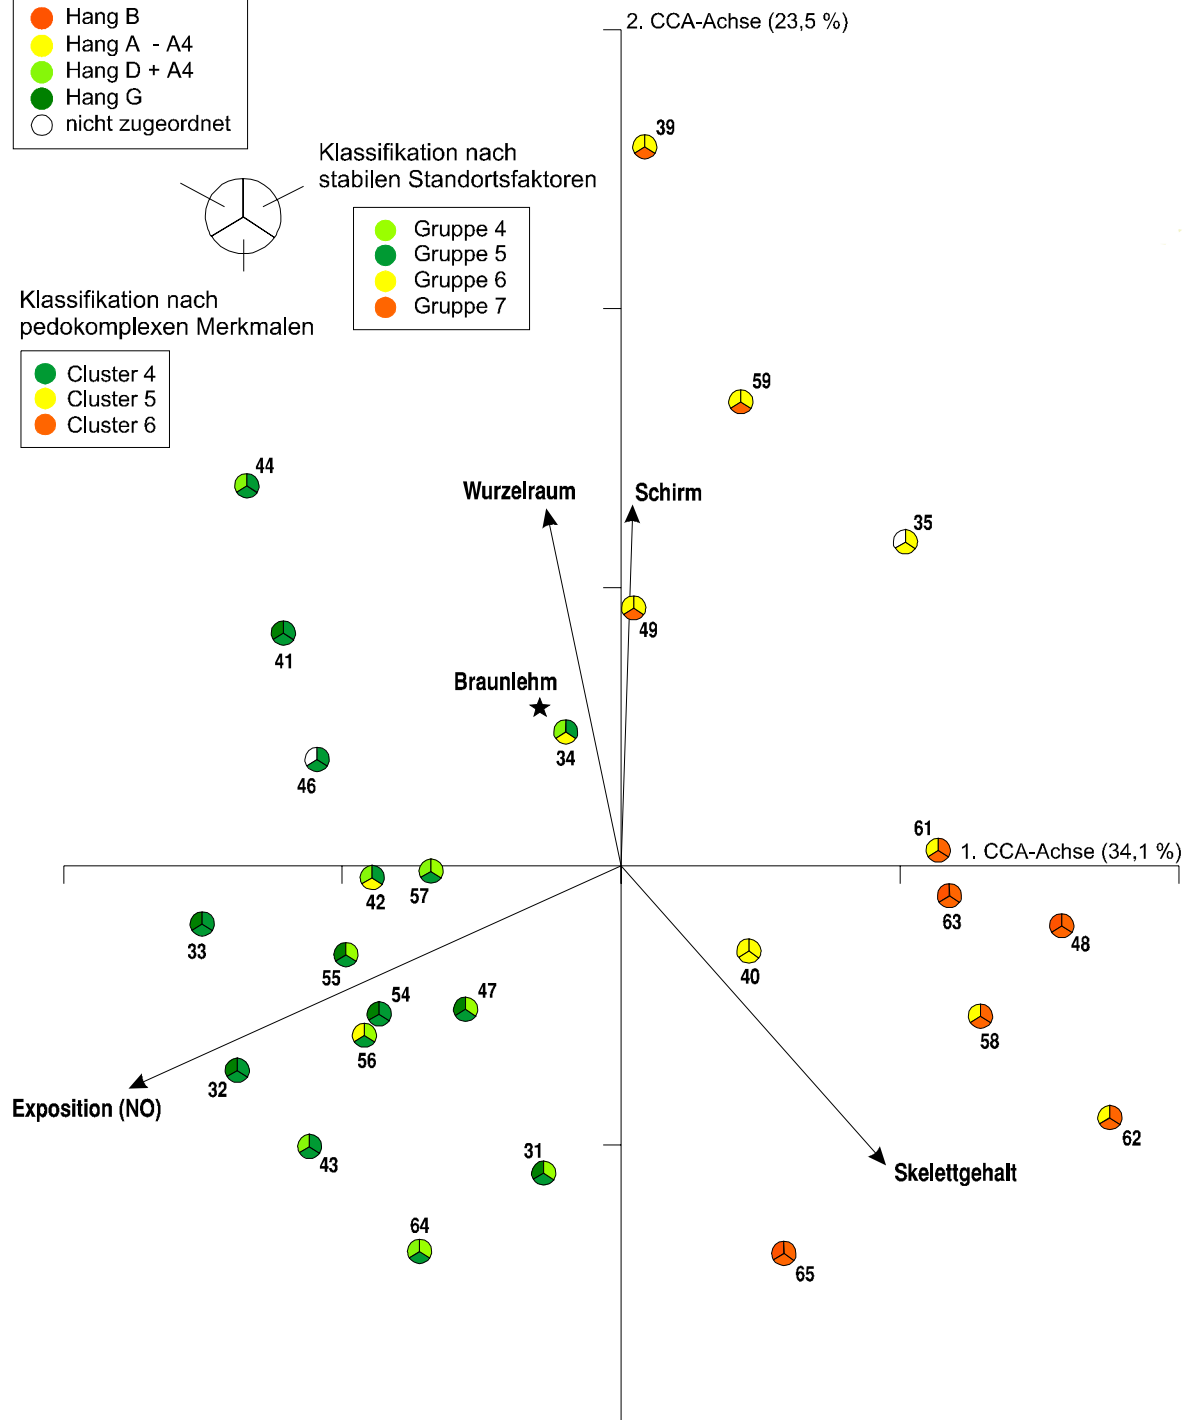 Hang B
Hang A - A4
Hang D + A4
Hang G
nicht zugeordnet
2. CCA-Achse (23,5 %)
Klassifikation nach
stabilen Standortsfaktoren
Gruppe 4
Gruppe 5
Gruppe 6
Gruppe 7
Klassifikation nach
pedokomplexen Merkmalen
Cluster 4
Cluster 5
Cluster 6
39
59
44
Wurzelraum
Schirm
35
49
41
Braunlehm
34
46
61
1. CCA-Achse (34,1 %)
42
57
63
48
33
55
40
54
47
56
58
32
Exposition (NO)
62
43
31
Skelettgehalt
64
65